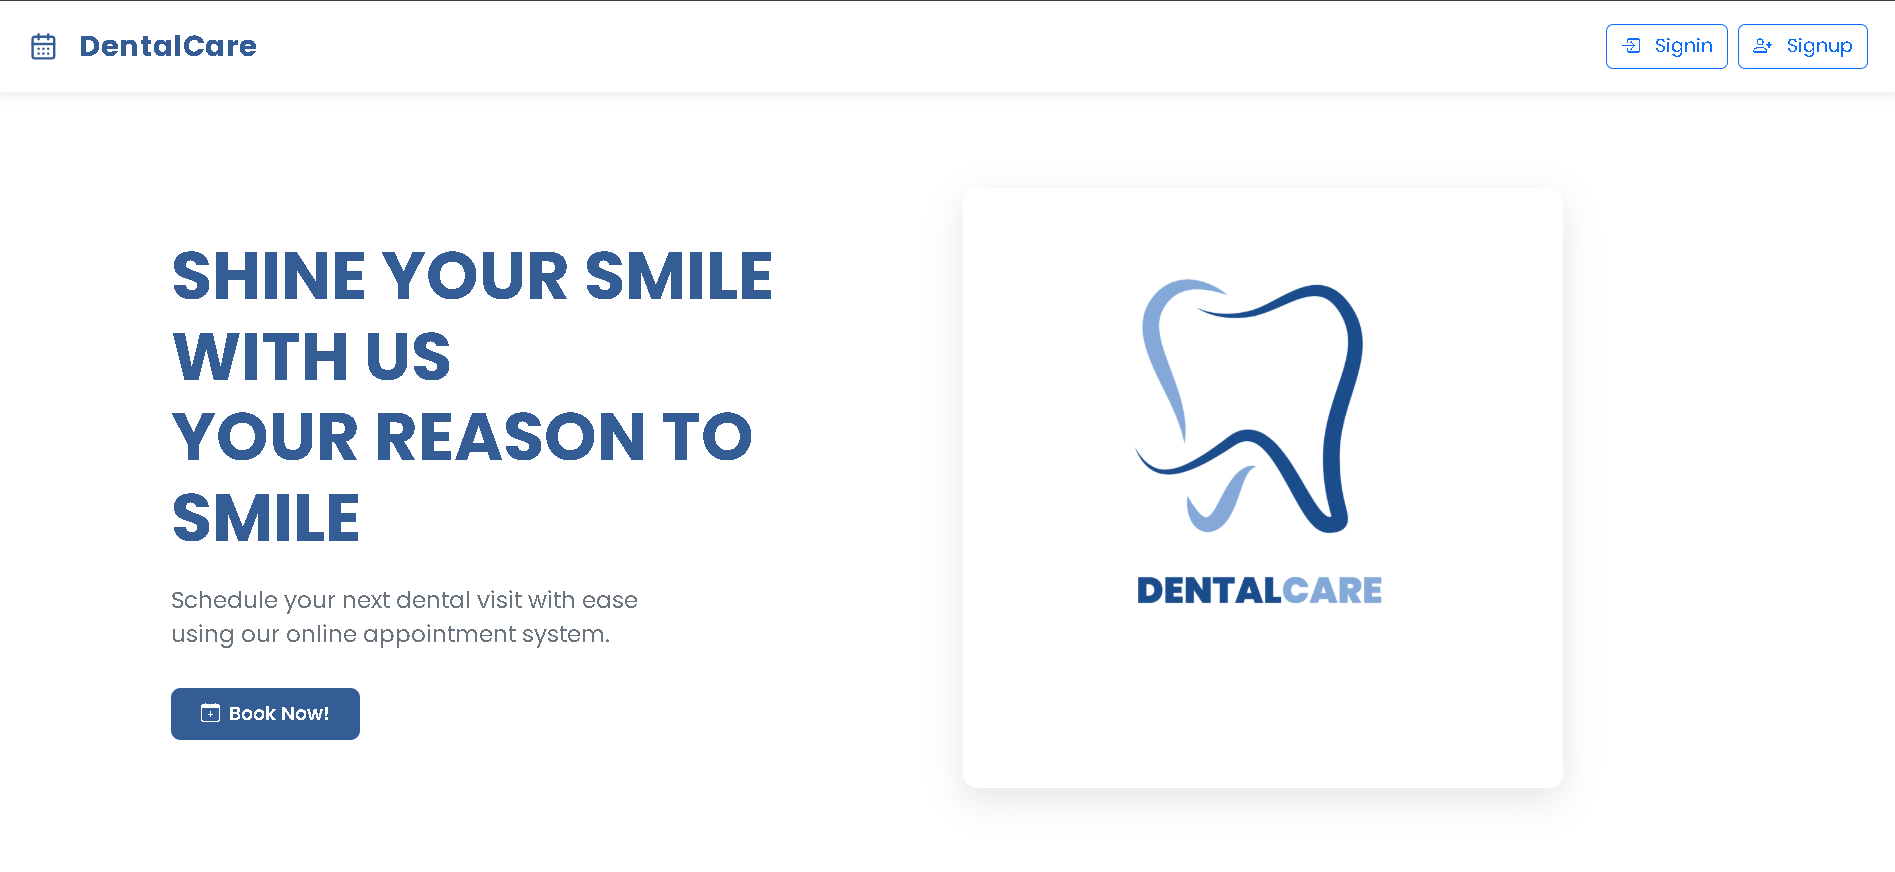 DentalCare
Signin
Signup
SHINE YOUR SMILE
WITH US
YOUR REASON TO
SMILE
Schedule your next dental visit with ease
using our online appointment system.
Book Now!
DENTALCARE